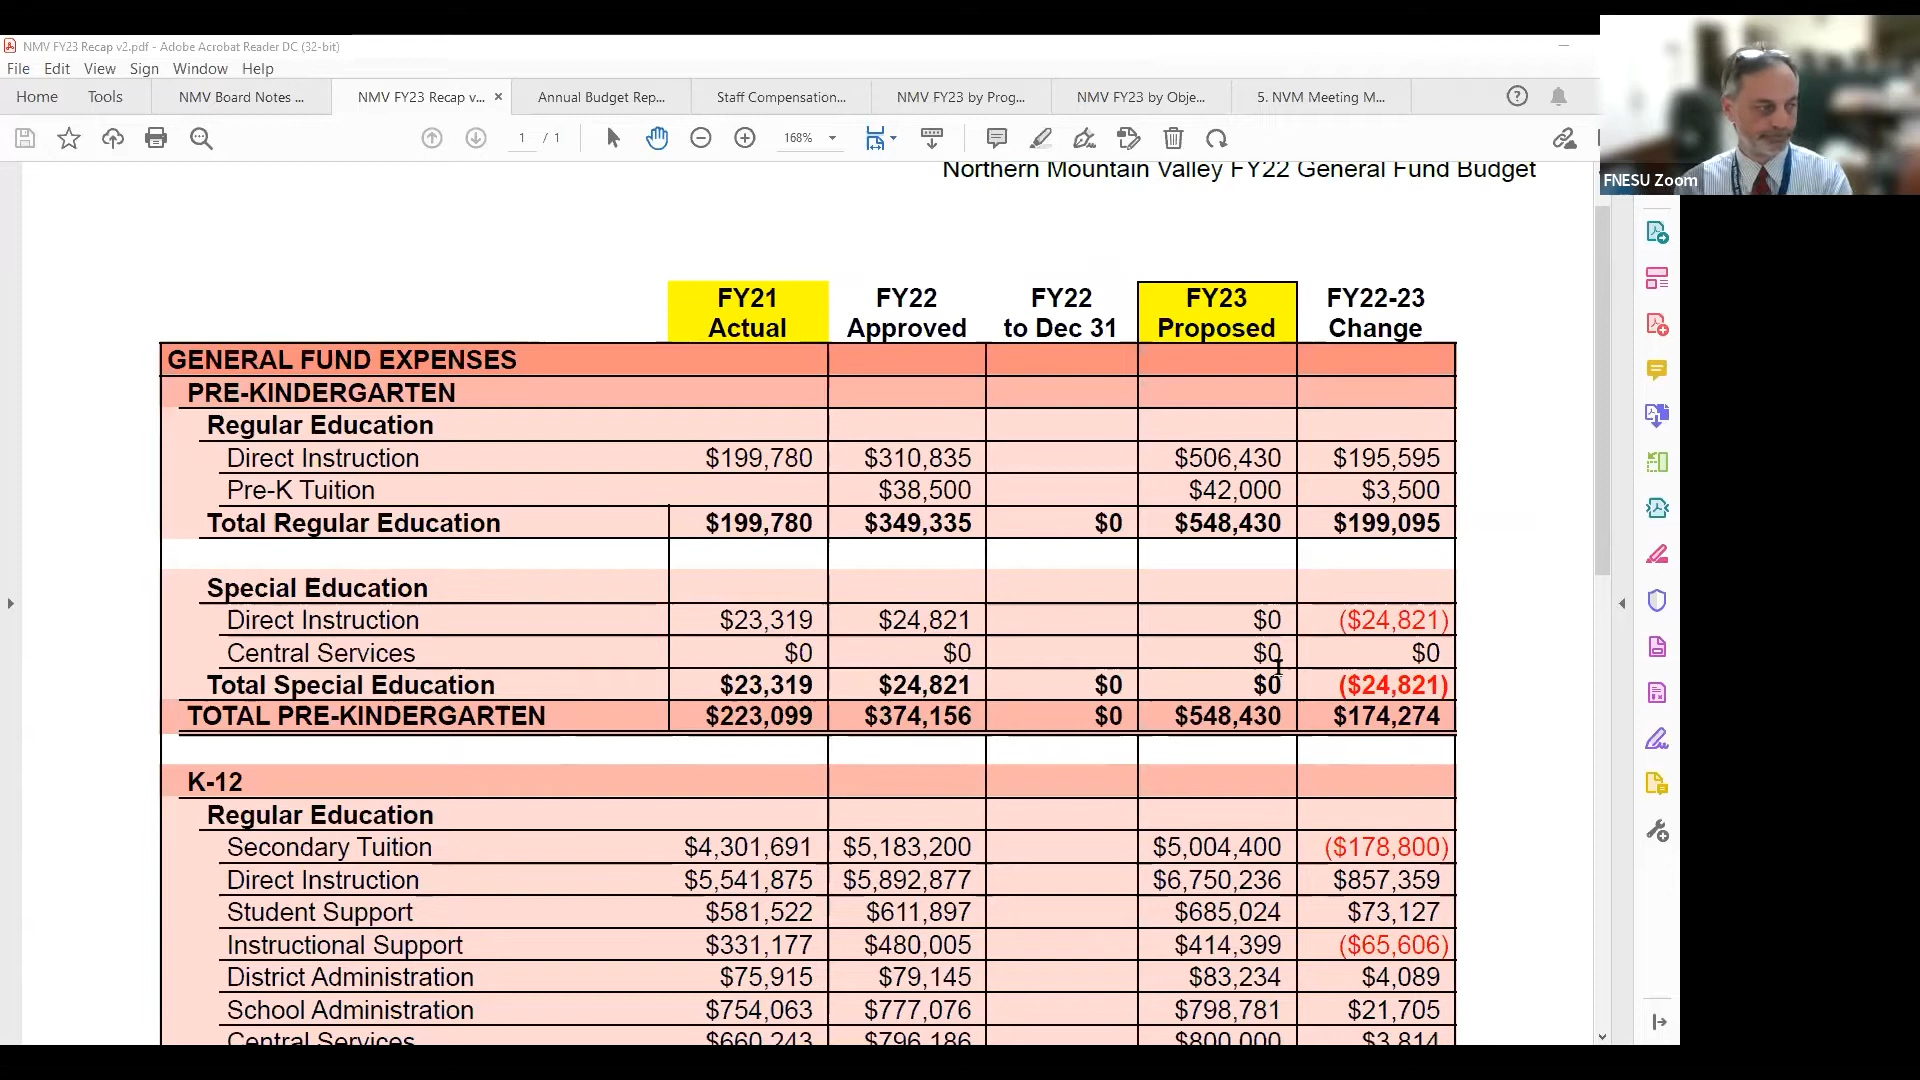 NMV FY23 Recap v2.pdf - Adobe Acrobat Reader DC (32-bit)
File Edit View Sign Window Help
Home Tools NMV Board Notes ... NMV FY23 Recap v... × Annual Budget Rep... Staff Compensation... NMV FY23 by Prog... NMV FY23 by Obje... 5. NVM Meeting M...
1 / 1 168%
FNESU Zoom
Northern Mountain Valley FY22 General Fund Budget
FY21 FY22 FY22 FY23 FY22-23
Actual Approved to Dec 31 Proposed Change
GENERAL FUND EXPENSES
PRE-KINDERGARTEN
Regular Education
Direct Instruction $199,780 $310,835 $506,430 $195,595
Pre-K Tuition $38,500 $42,000 $3,500
Total Regular Education $199,780 $349,335 $0 $548,430 $199,095
Special Education
Direct Instruction $23,319 $24,821 $0 ($24,821)
Central Services $0 $0 $0 $0
Total Special Education $23,319 $24,821 $0 $0 ($24,821)
TOTAL PRE-KINDERGARTEN $223,099 $374,156 $0 $548,430 $174,274
K-12
Regular Education
Secondary Tuition $4,301,691 $5,183,200 $5,004,400 ($178,800)
Direct Instruction $5,541,875 $5,892,877 $6,750,236 $857,359
Student Support $581,522 $611,897 $685,024 $73,127
Instructional Support $331,177 $480,005 $414,399 ($65,606)
District Administration $75,915 $79,145 $83,234 $4,089
School Administration $754,063 $777,076 $798,781 $21,705
Central Services $660,243 $796,186 $800,000 $3,814